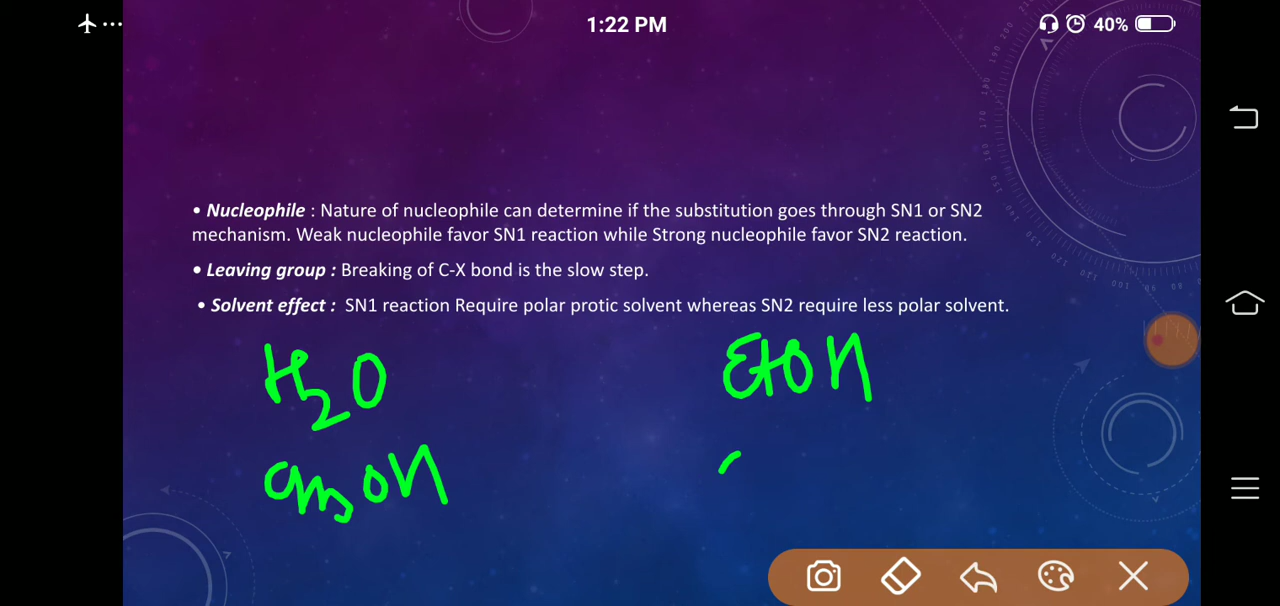 1:22 PM
40%
• Nucleophile : Nature of nucleophile can determine if the substitution goes through SN1 or SN2
mechanism. Weak nucleophile favor SN1 reaction while Strong nucleophile favor SN2 reaction.
• Leaving group : Breaking of C-X bond is the slow step.
• Solvent effect : SN1 reaction Require polar protic solvent whereas SN2 require less polar solvent.
H2O EtOH
CH3OH